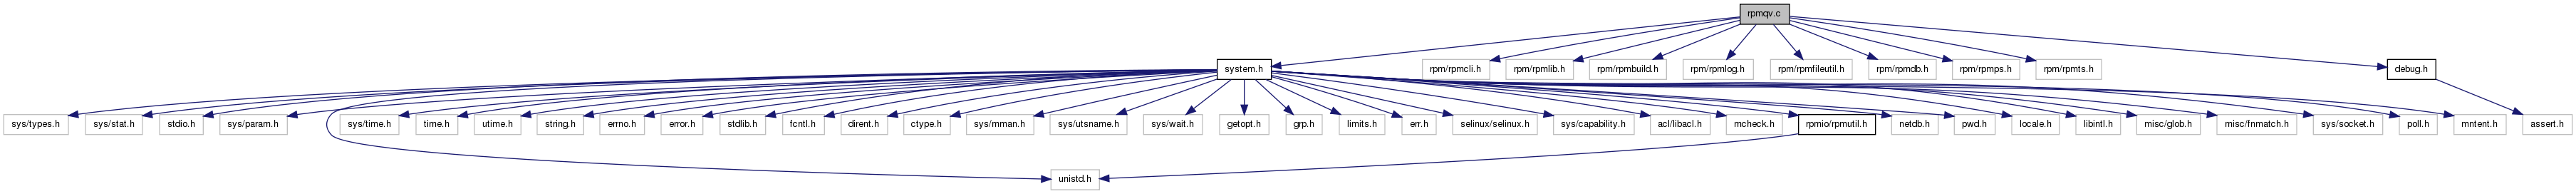 rpmqv.c
system.h
rpm/rpmcli.h
rpm/rpmlib.h
rpm/rpmbuild.h
rpm/rpmlog.h
rpm/rpmfileutil.h
rpm/rpmdb.h
rpm/rpmps.h
rpm/rpmts.h
debug.h
sys/types.h
sys/stat.h
stdio.h
sys/param.h
sys/time.h
time.h
utime.h
string.h
errno.h
error.h
stdlib.h
fcntl.h
dirent.h
ctype.h
sys/mman.h
sys/utsname.h
sys/wait.h
getopt.h
grp.h
limits.h
err.h
selinux/selinux.h
sys/capability.h
acl/libacl.h
mcheck.h
rpmio/rpmutil.h
netdb.h
pwd.h
locale.h
libintl.h
misc/glob.h
misc/fnmatch.h
sys/socket.h
poll.h
mntent.h
assert.h
unistd.h